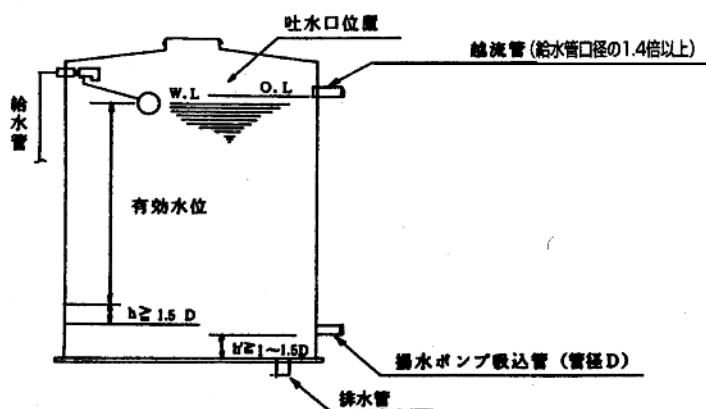 吐水口位置
越流管(給水管口径の1.4倍以上)
W.L
O.L
給水管
有効水位
h≧1.5 D
h'≧1～1.5D
揚水ポンプ吸込管(管径D)
排水管